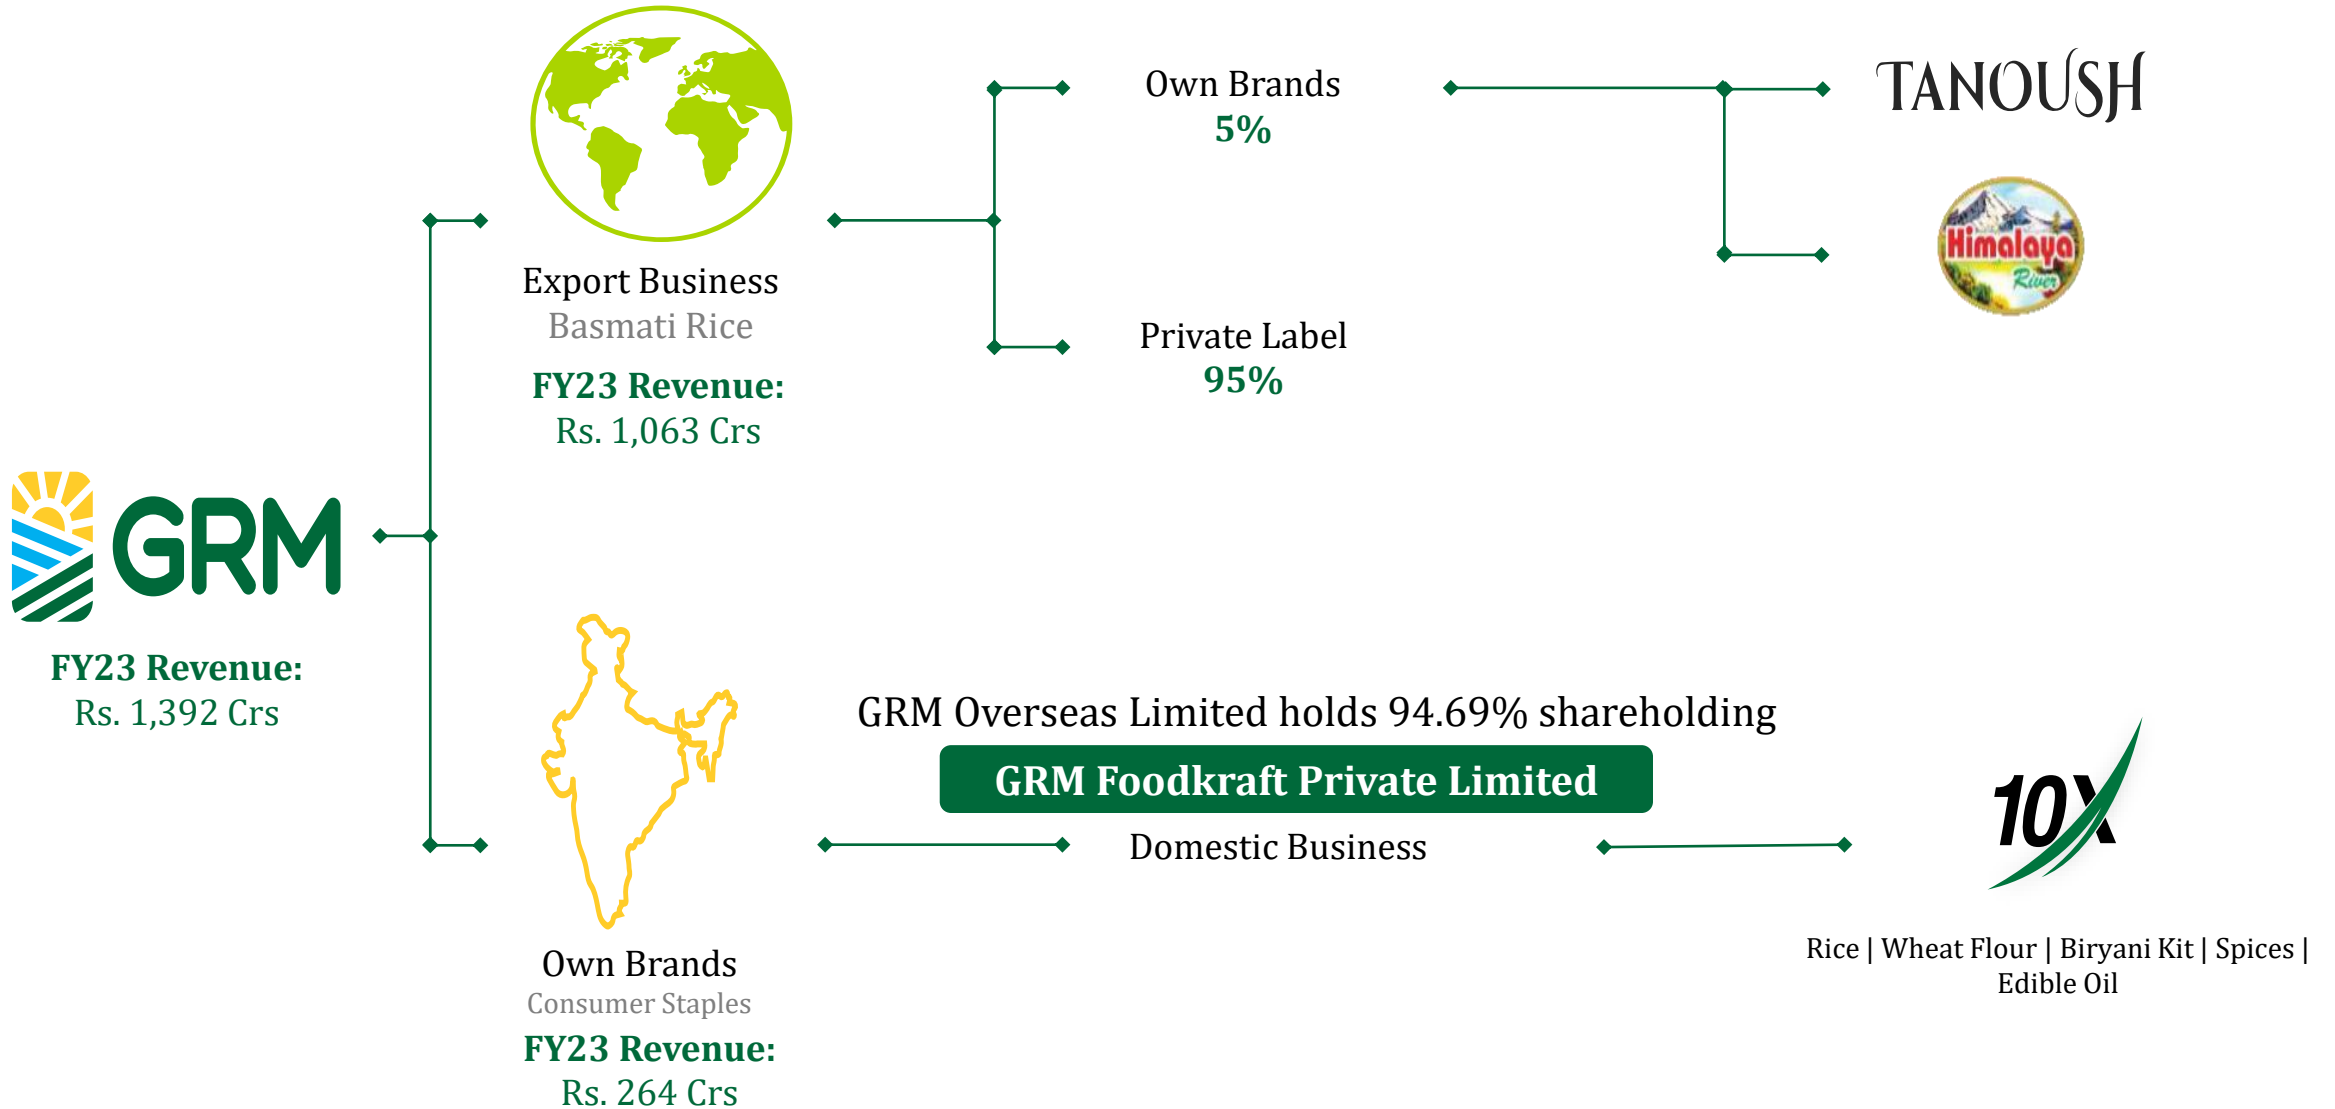 GRM
FY23 Revenue:
Rs. 1,392 Crs
Export Business
Basmati Rice
FY23 Revenue:
Rs. 1,063 Crs
Own Brands
5%
Private Label
95%
TANOUSH
Himalaya
River
Own Brands
Consumer Staples
FY23 Revenue:
Rs. 264 Crs
GRM Overseas Limited holds 94.69% shareholding
GRM Foodkraft Private Limited
Domestic Business
10X
Rice | Wheat Flour | Biryani Kit | Spices |
Edible Oil